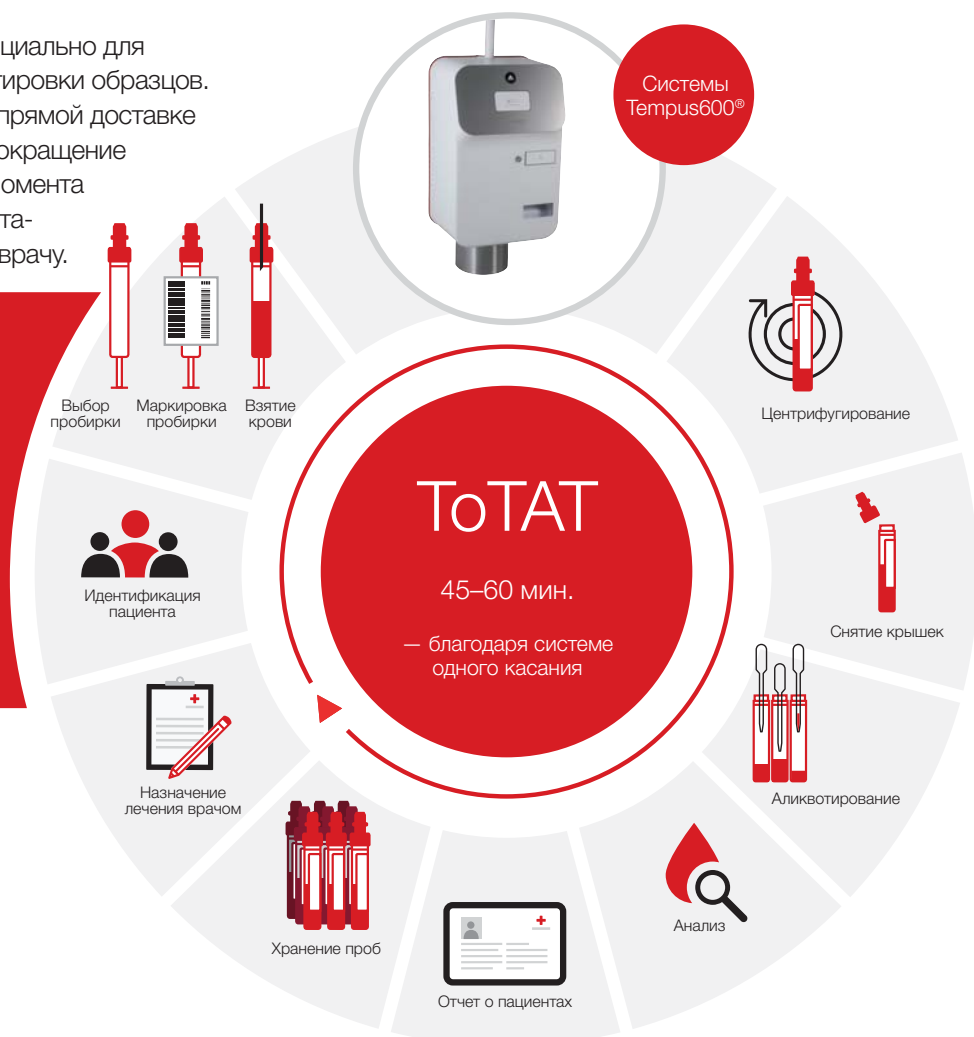 циально для
тировки образцов.
прямой доставке
окращение
омента
та-
врачу.
Системы
Tempus600®
Выбор
пробирки
Маркировка
пробирки
Взятие
крови
Центрифугирование
ToTAT
45–60 мин.
— благодаря системе
одного касания
Идентификация
пациента
Снятие крышек
Назначение
лечения врачом
Аликвотирование
Хранение проб
Анализ
Отчет о пациентах